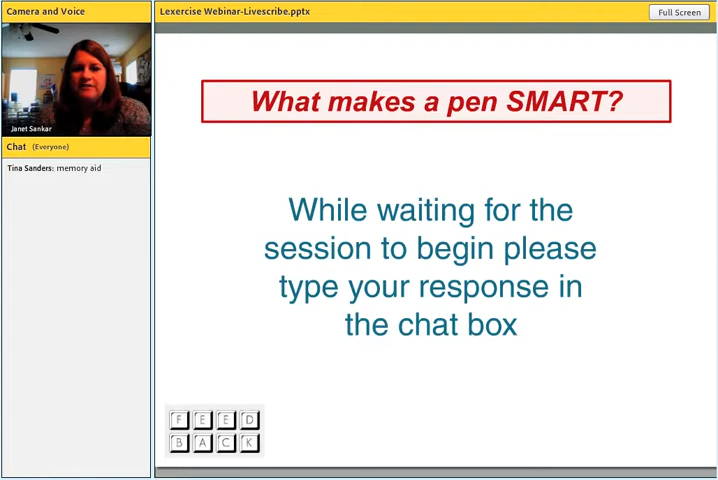 Camera and Voice
Lexercise Webinar-Livescribe.pptx
Full Screen
Janet Sankar
Chat (Everyone)
Tina Sanders: memory aid
What makes a pen SMART?
While waiting for the
session to begin please
type your response in
the chat box
FEED
BACK